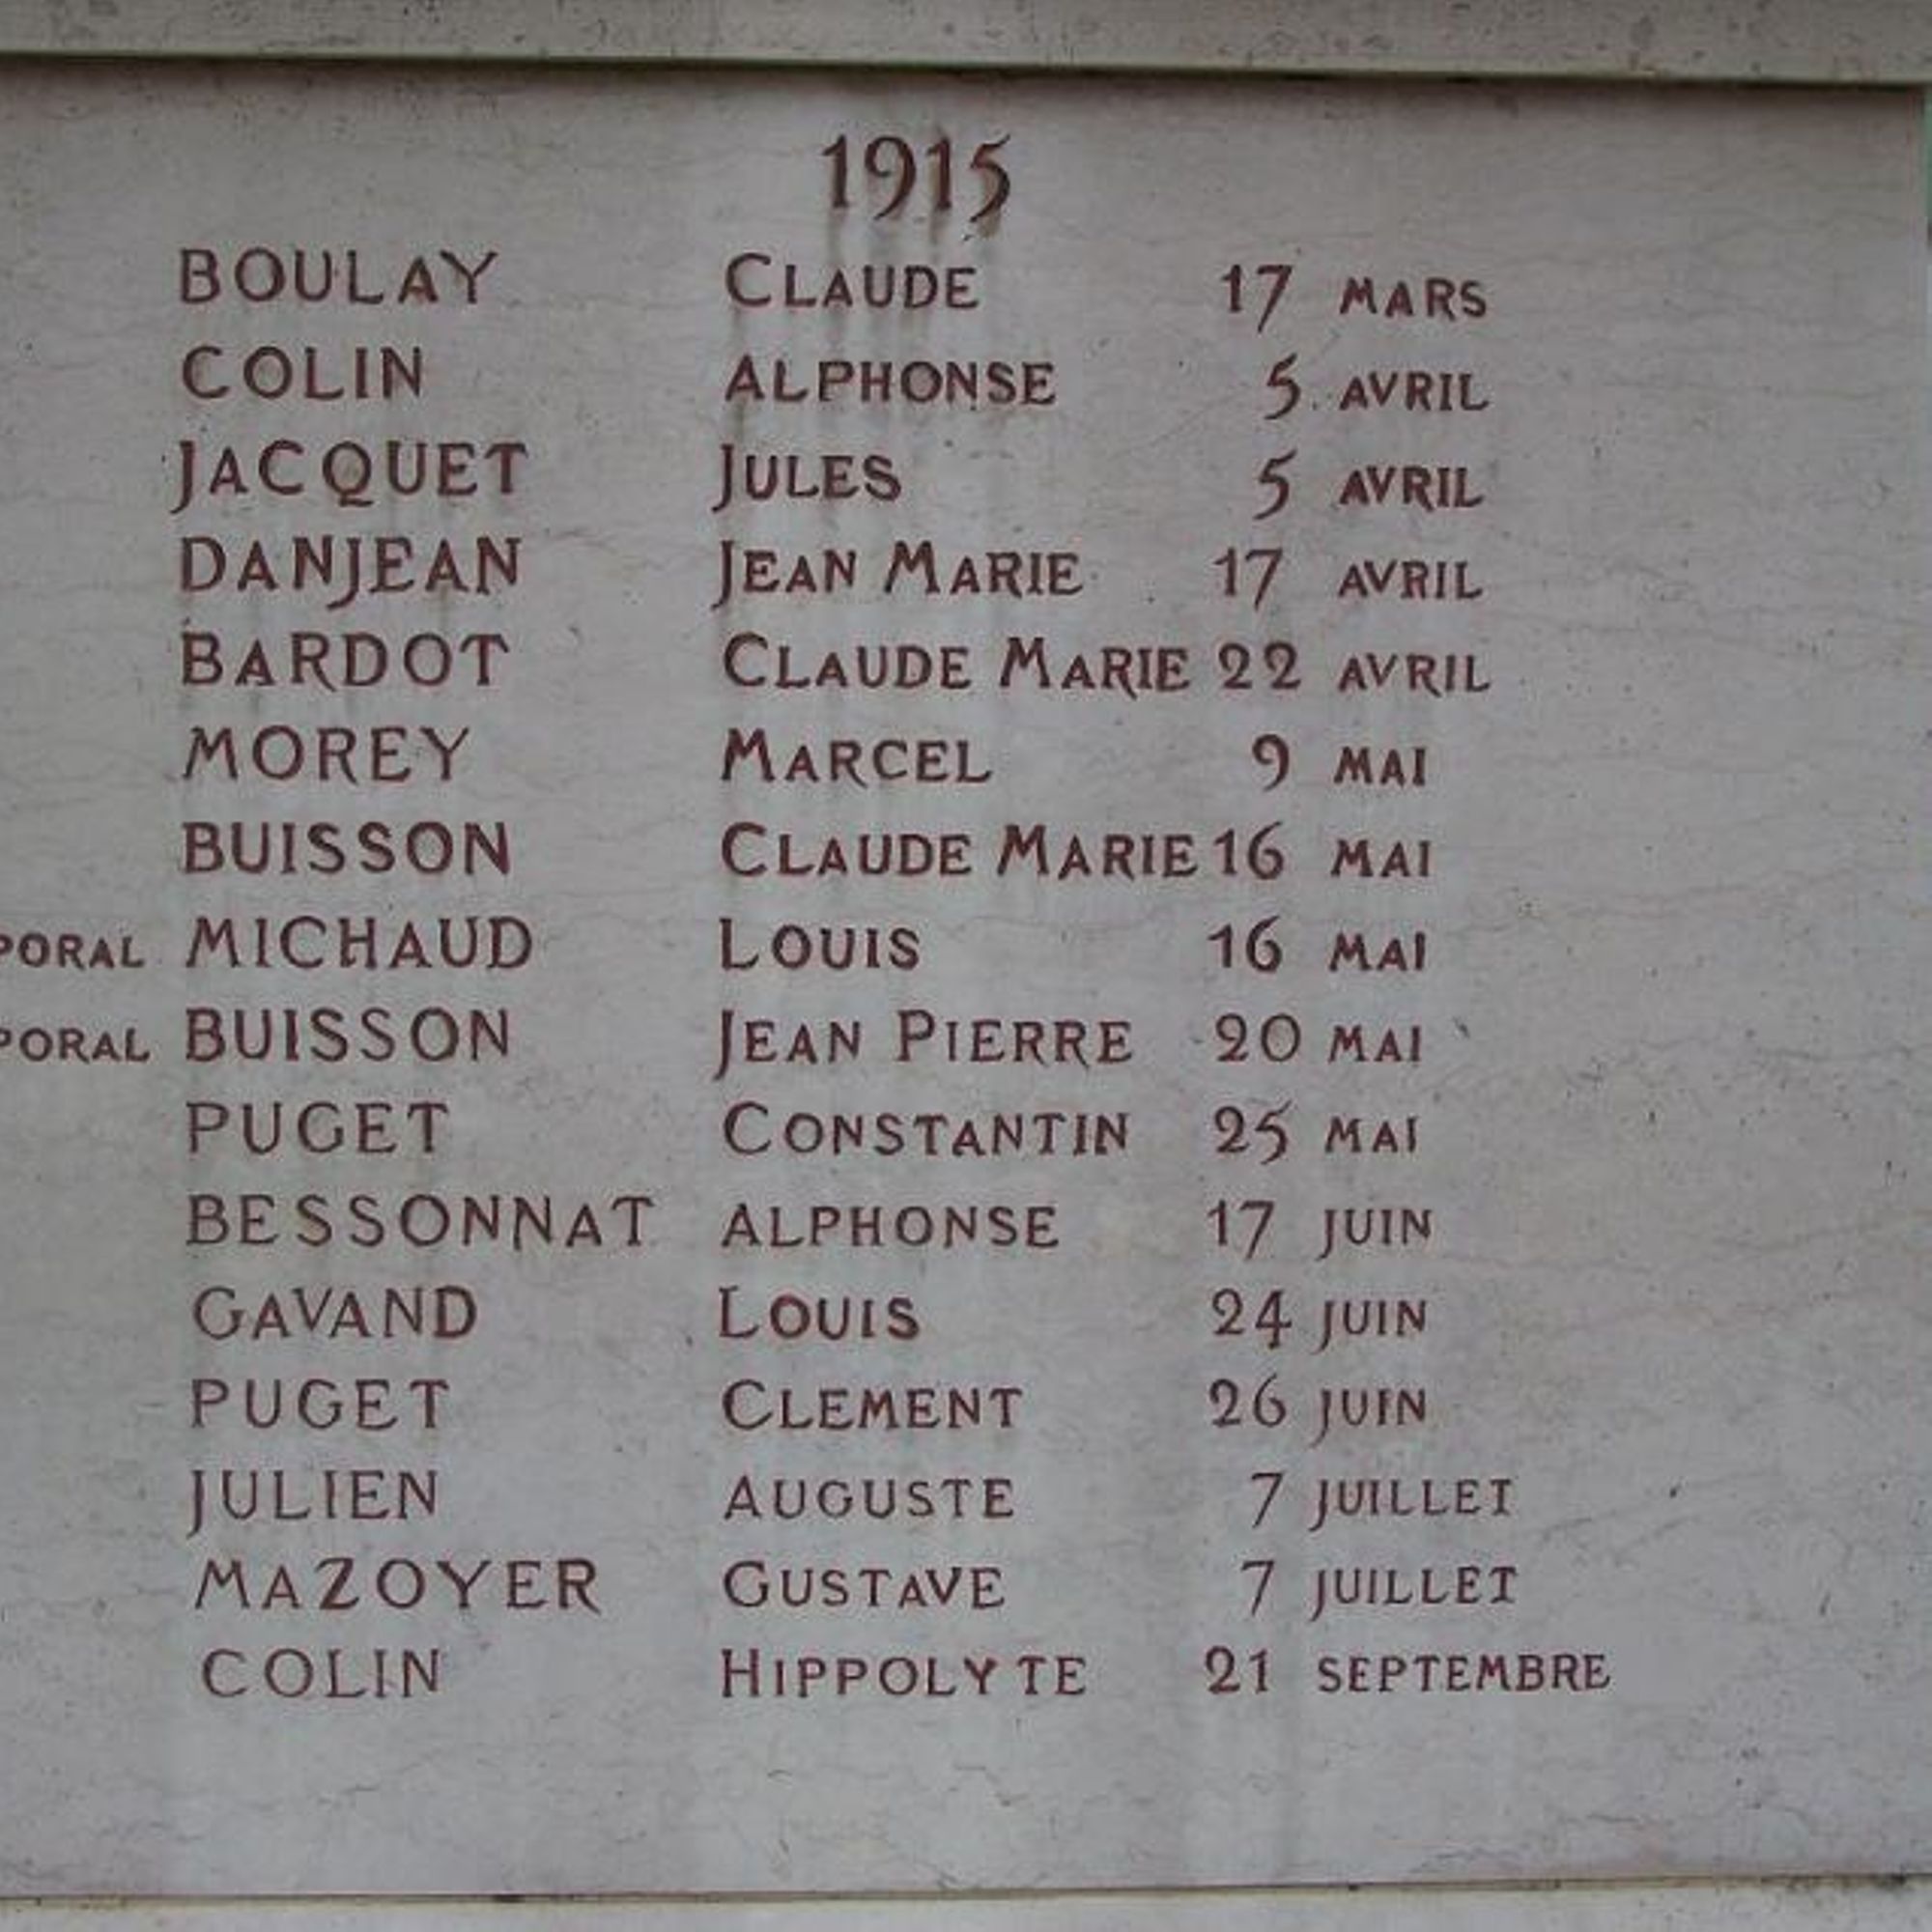 1915
BOULAY CLAUDE 17 MARS
COLIN ALPHONSE 5 AVRIL
JACQUET JULES 5 AVRIL
DANJEAN JEAN MARIE 17 AVRIL
BARDOT CLAUDE MARIE 22 AVRIL
MOREY MARCEL 9 MAI
BUISSON CLAUDE MARIE 16 MAI
PORAL MICHAUD LOUIS 16 MAI
PORAL BUISSON JEAN PIERRE 20 MAI
PUGET CONSTANTIN 25 MAI
BESSONNAT ALPHONSE 17 JUIN
GAVAND LOUIS 24 JUIN
PUGET CLEMENT 26 JUIN
JULIEN AUGUSTE 7 JUILLET
MAZOYER GUSTAVE 7 JUILLET
COLIN HIPPOLYTE 21 SEPTEMBRE